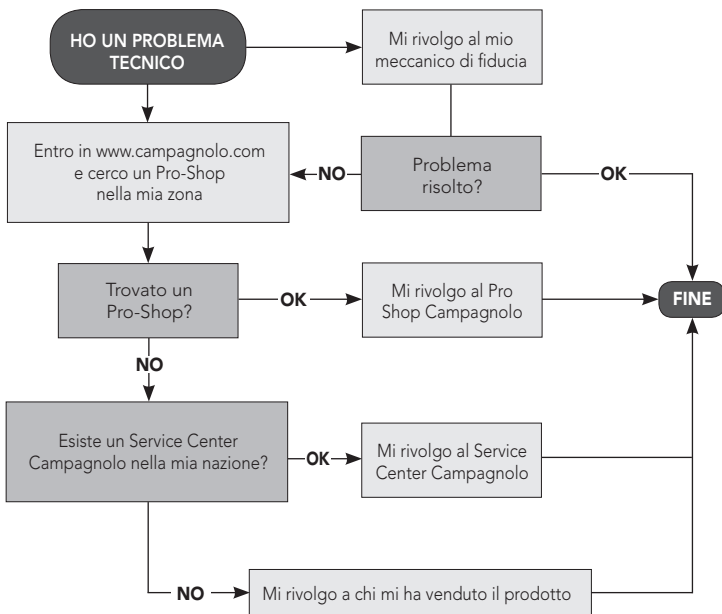 HO UN PROBLEMA
TECNICO
Mi rivolgo al mio
meccanico di fiducia
Entro in www.campagnolo.com
e cerco un Pro-Shop
nella mia zona
NO
Problema
risolto?
OK
Trovato un
Pro-Shop?
OK
Mi rivolgo al Pro
Shop Campagnolo
FINE
NO
Esiste un Service Center
Campagnolo nella mia nazione?
OK
Mi rivolgo al Service
Center Campagnolo
NO
Mi rivolgo a chi mi ha venduto il prodotto